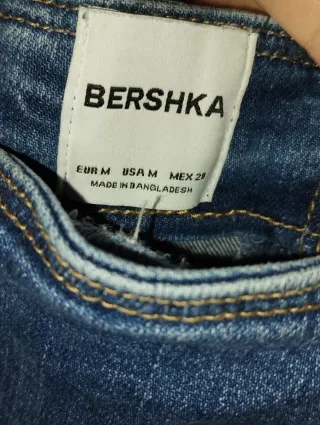 BERSHKA
EUR M USA M MEX 28
MADE IN BANGLADESH